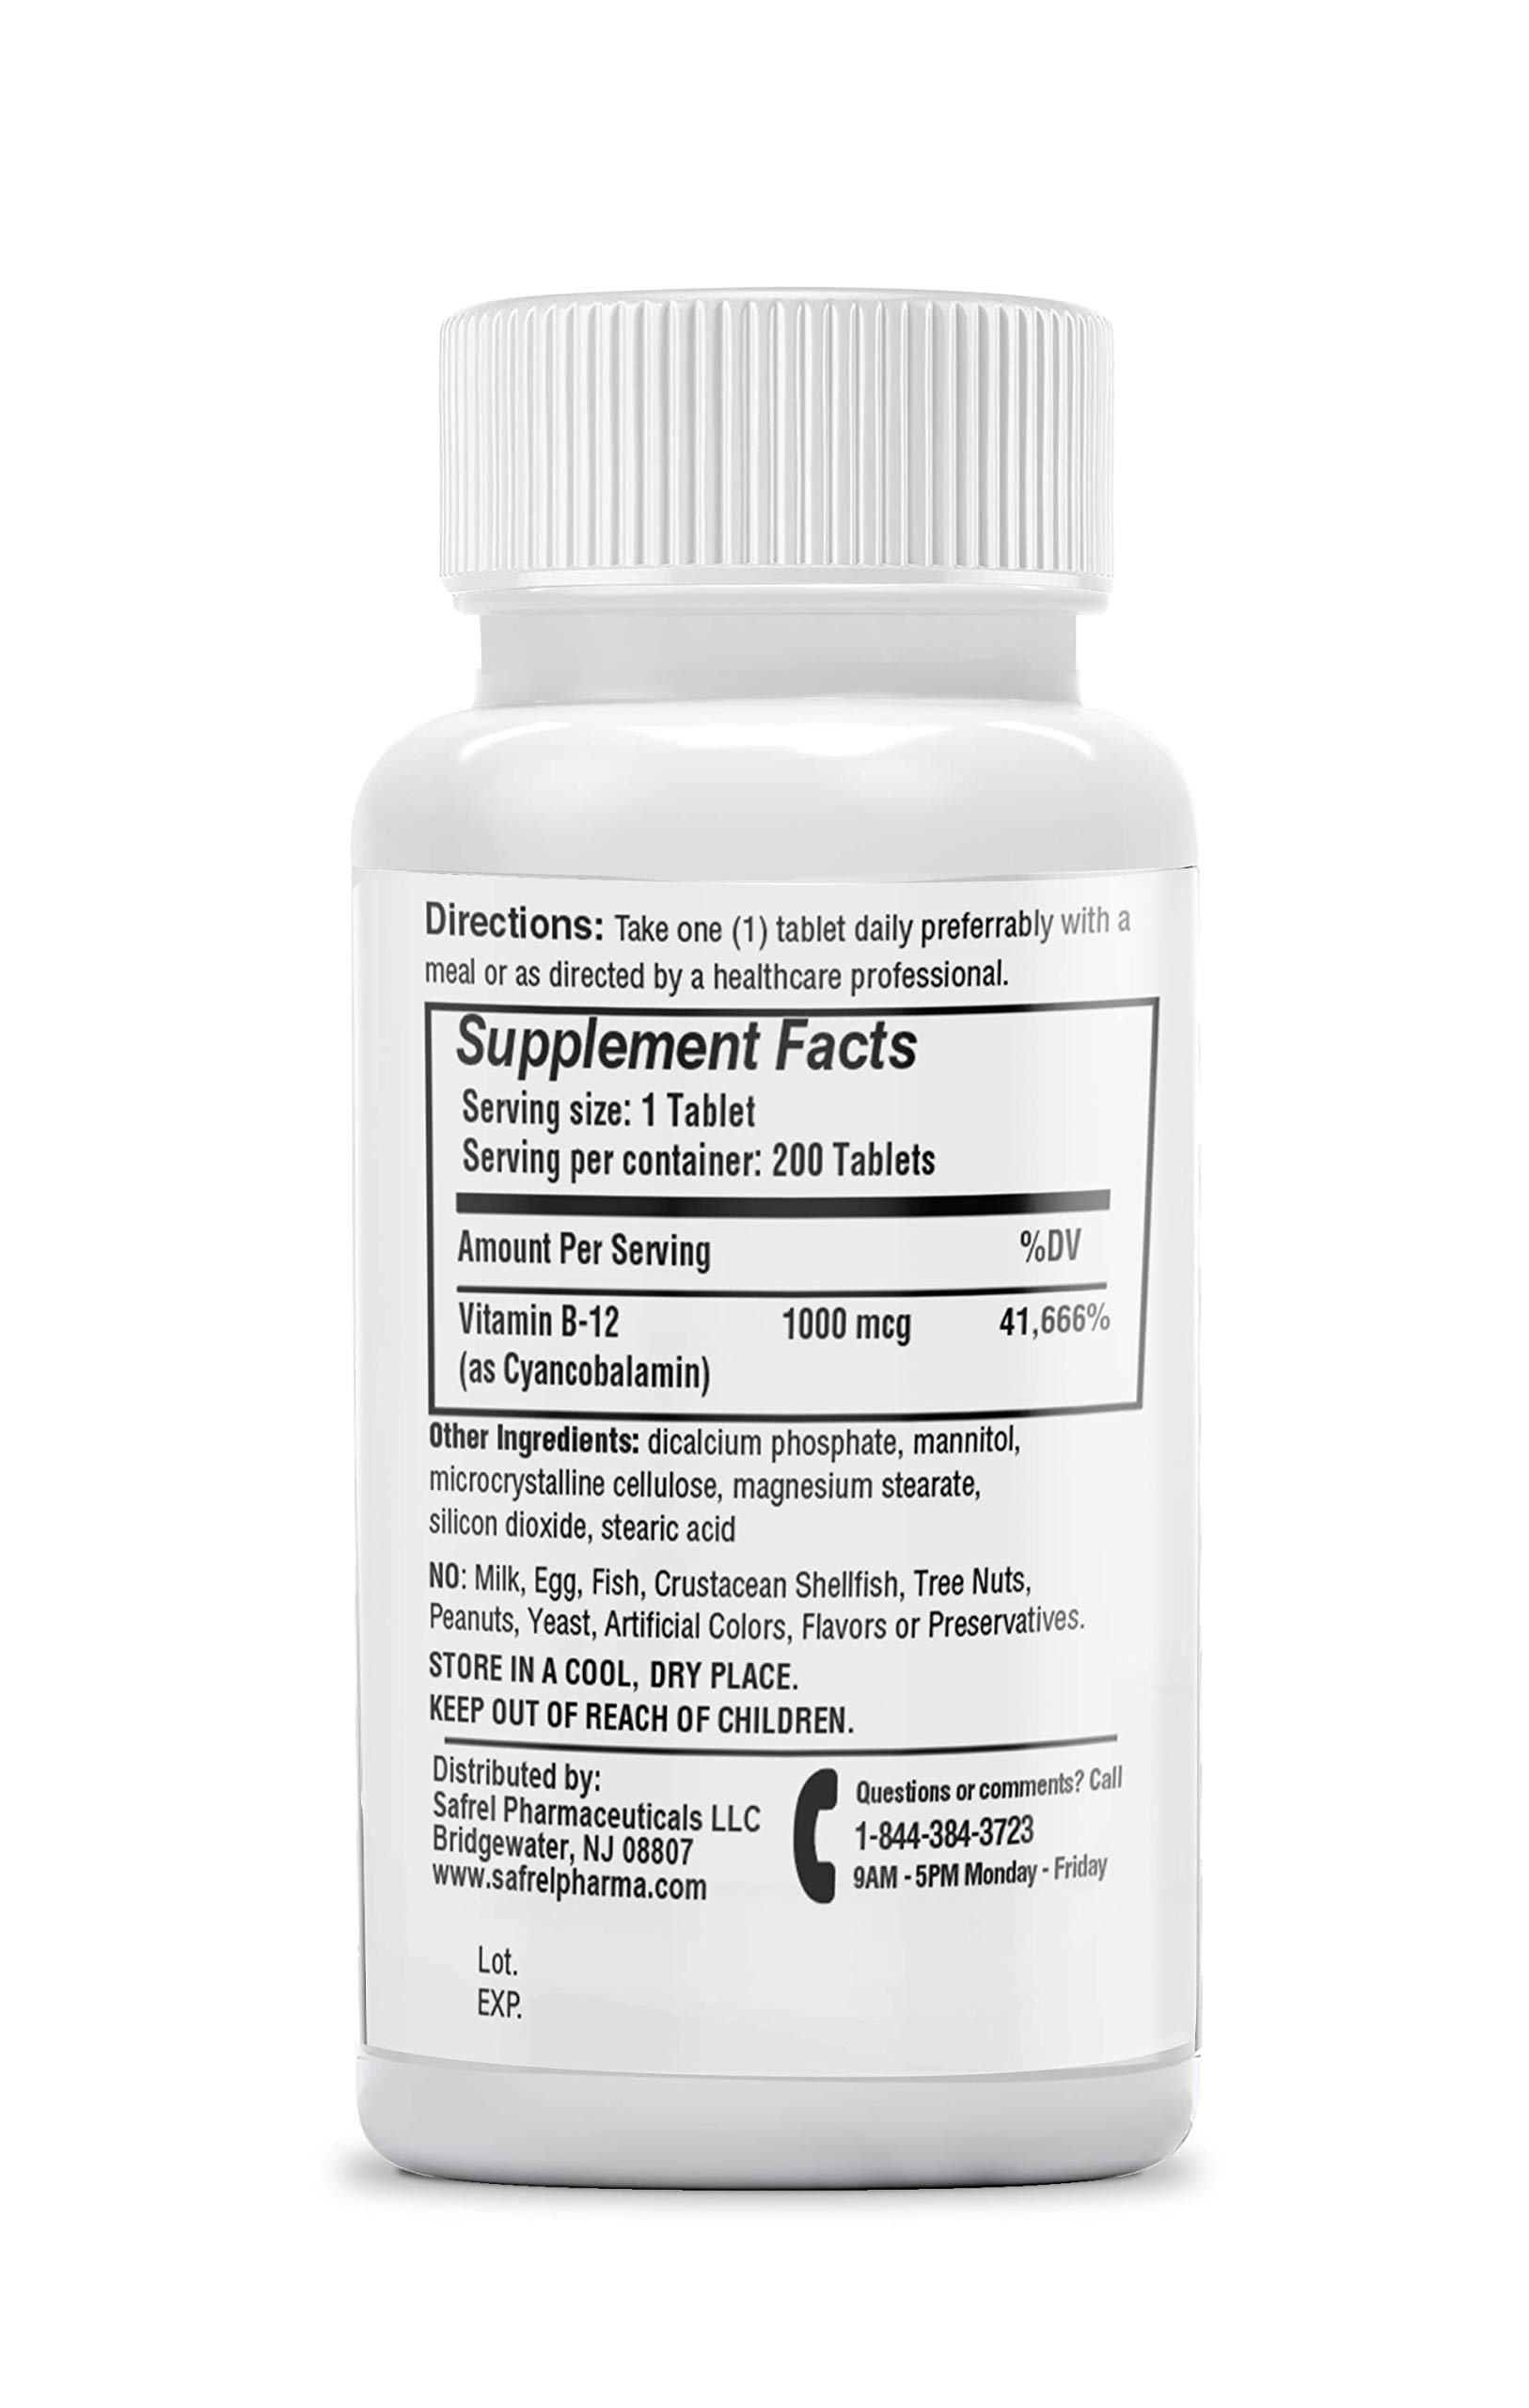 Directions: Take one (1) tablet daily preferrably with a
meal or as directed by a healthcare professional.
Supplement Facts
Serving size: 1 Tablet
Serving per container: 200 Tablets
Amount Per Serving %DV
Vitamin B-12 1000 mcg 41,666%
(as Cyancobalamin)
Other Ingredients: dicalcium phosphate, mannitol,
microcrystalline cellulose, magnesium stearate,
silicon dioxide, stearic acid
NO: Milk, Egg, Fish, Crustacean Shellfish, Tree Nuts,
Peanuts, Yeast, Artificial Colors, Flavors or Preservatives.
STORE IN A COOL, DRY PLACE.
KEEP OUT OF REACH OF CHILDREN.
Distributed by:
Safrel Pharmaceuticals LLC
Bridgewater, NJ 08807
www.safrelpharma.com
Questions or comments? Call
1-844-384-3723
9AM - 5PM Monday - Friday
Lot.
EXP.